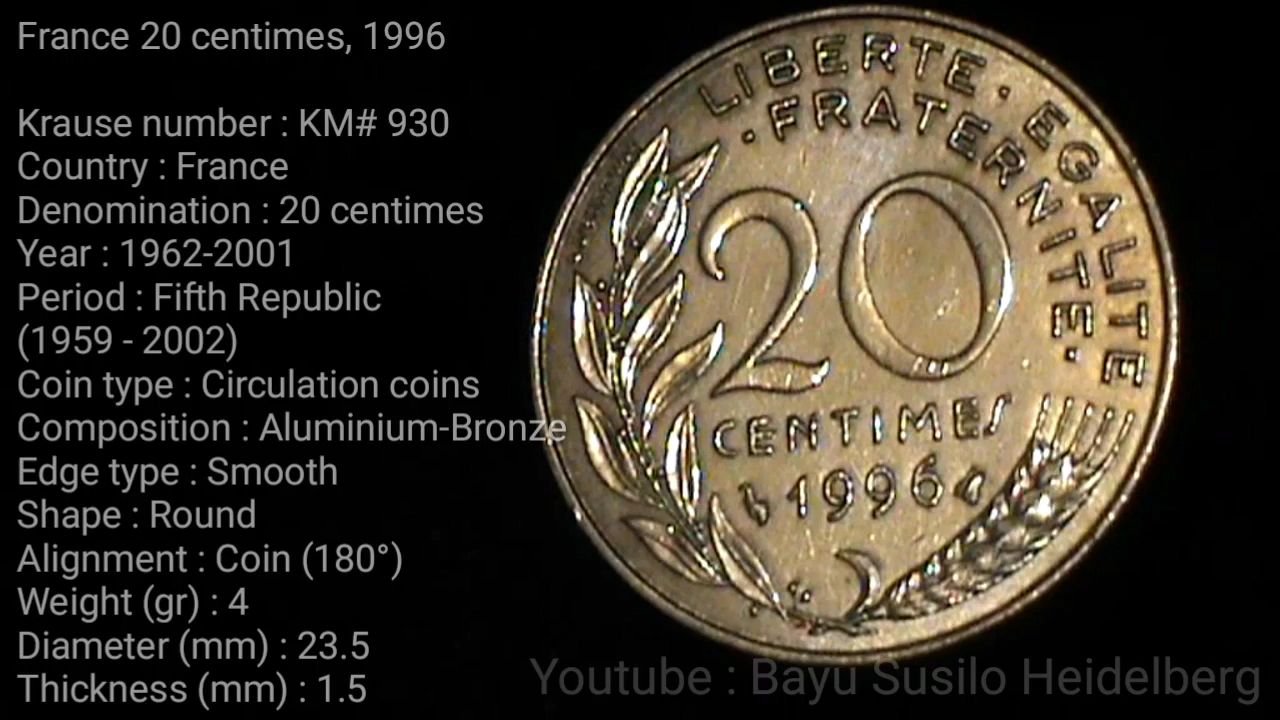 France 20 centimes, 1996
Krause number : KM# 930
Country : France
Denomination : 20 centimes
Year : 1962-2001
Period : Fifth Republic
(1959 - 2002)
Coin type : Circulation coins
Composition : Aluminium-Bronze
Edge type : Smooth
Shape : Round
Alignment : Coin (180°)
Weight (gr) : 4
Diameter (mm) : 23.5
Thickness (mm) : 1.5
LIBERTE · EGALITE
· FRATERNITE ·
20
CENTIMES
1996
Youtube : Bayu Susilo Heidelberg